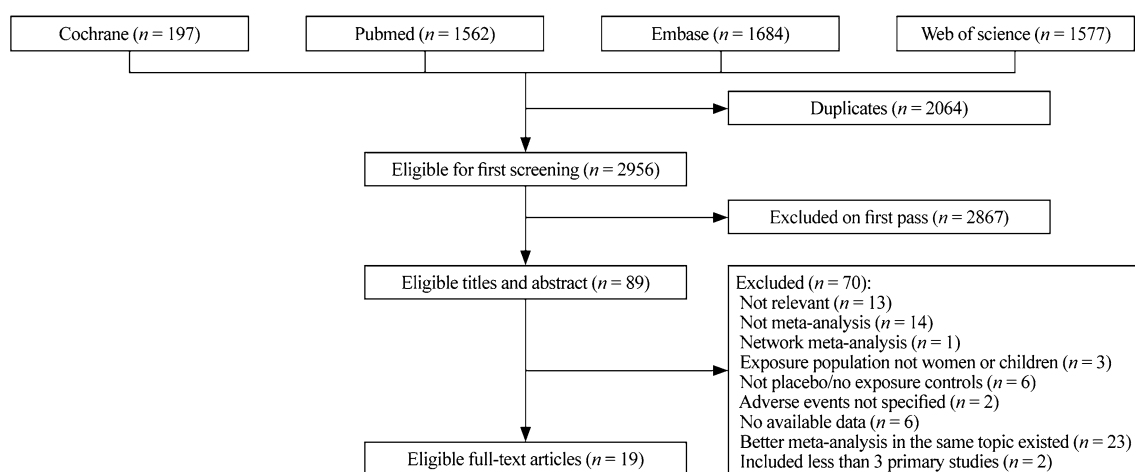 Cochrane (n = 197)
Pubmed (n = 1562)
Embase (n = 1684)
Web of science (n = 1577)
Duplicates (n = 2064)
Eligible for first screening (n = 2956)
Excluded on first pass (n = 2867)
Eligible titles and abstract (n = 89)
Excluded (n = 70):
Not relevant (n = 13)
Not meta-analysis (n = 14)
Network meta-analysis (n = 1)
Exposure population not women or children (n = 3)
Not placebo/no exposure controls (n = 6)
Adverse events not specified (n = 2)
No available data (n = 6)
Better meta-analysis in the same topic existed (n = 23)
Included less than 3 primary studies (n = 2)
Eligible full-text articles (n = 19)